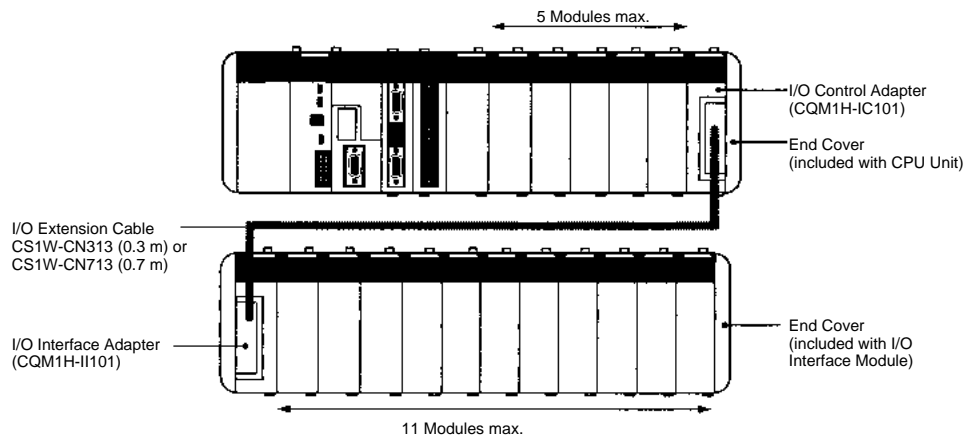 5 Modules max.
I/O Control Adapter
(CQM1H-IC101)
End Cover
(included with CPU Unit)
I/O Extension Cable
CS1W-CN313 (0.3 m) or
CS1W-CN713 (0.7 m)
I/O Interface Adapter
(CQM1H-II101)
End Cover
(included with I/O
Interface Module)
11 Modules max.